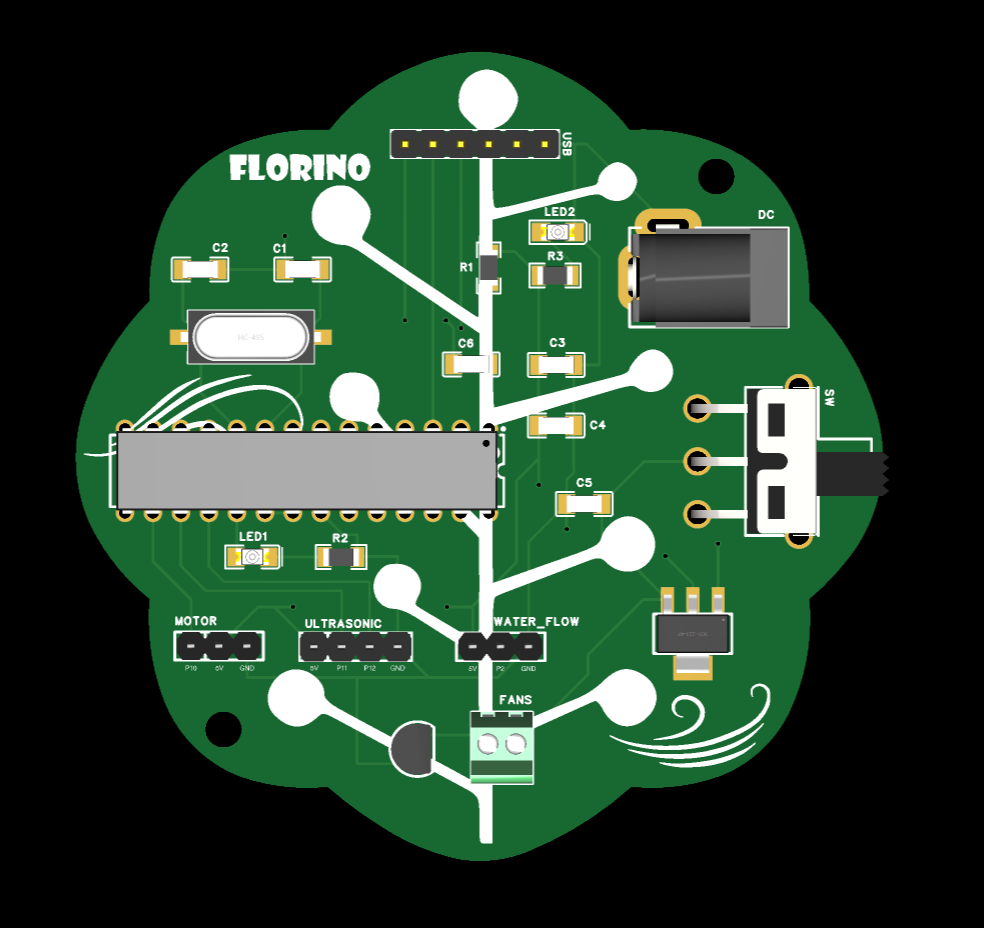 USB
FLORINO
LED2
DC
C2
C1
R1
R3
HC-49S
C6
C3
SW
C4
C5
LED1
R2
MOTOR
ULTRASONIC
WATER_FLOW
P10 5V GND
5V P11 P12 GND
5V P2 GND
FANS